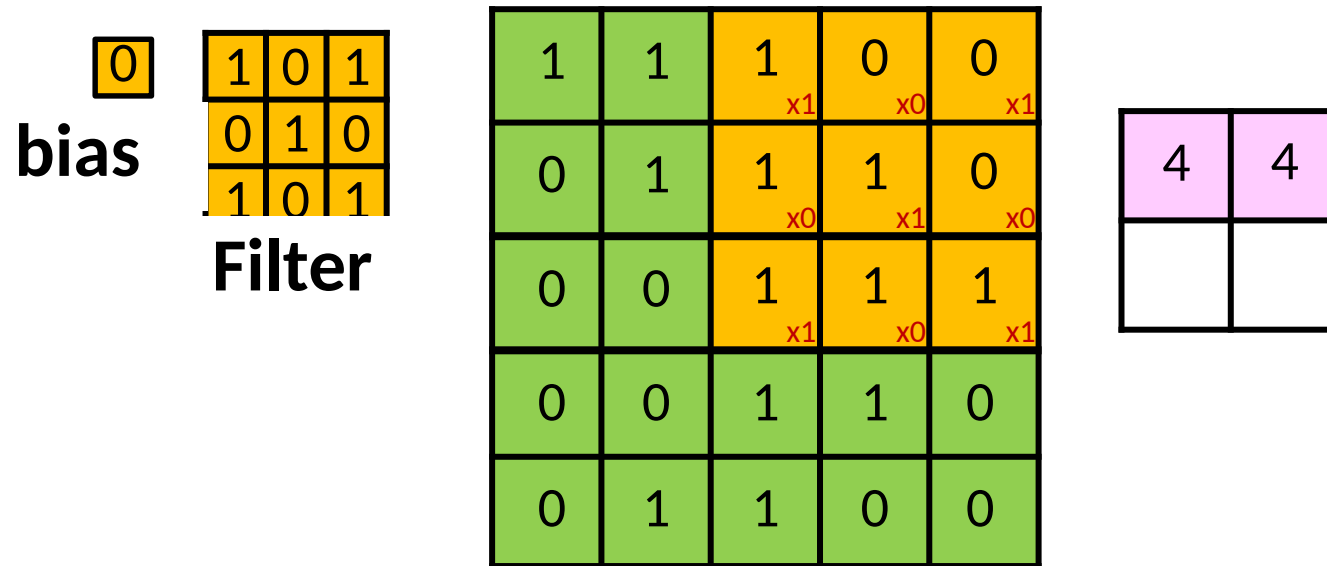 0
bias
1 0 1
0 1 0
1 0 1
Filter
1 1 1 0 0
x1 x0 x1
0 1 1 1 0
x0 x1 x0
0 0 1 1 1
x1 x0 x1
0 0 1 1 0
0 1 1 0 0
4 4